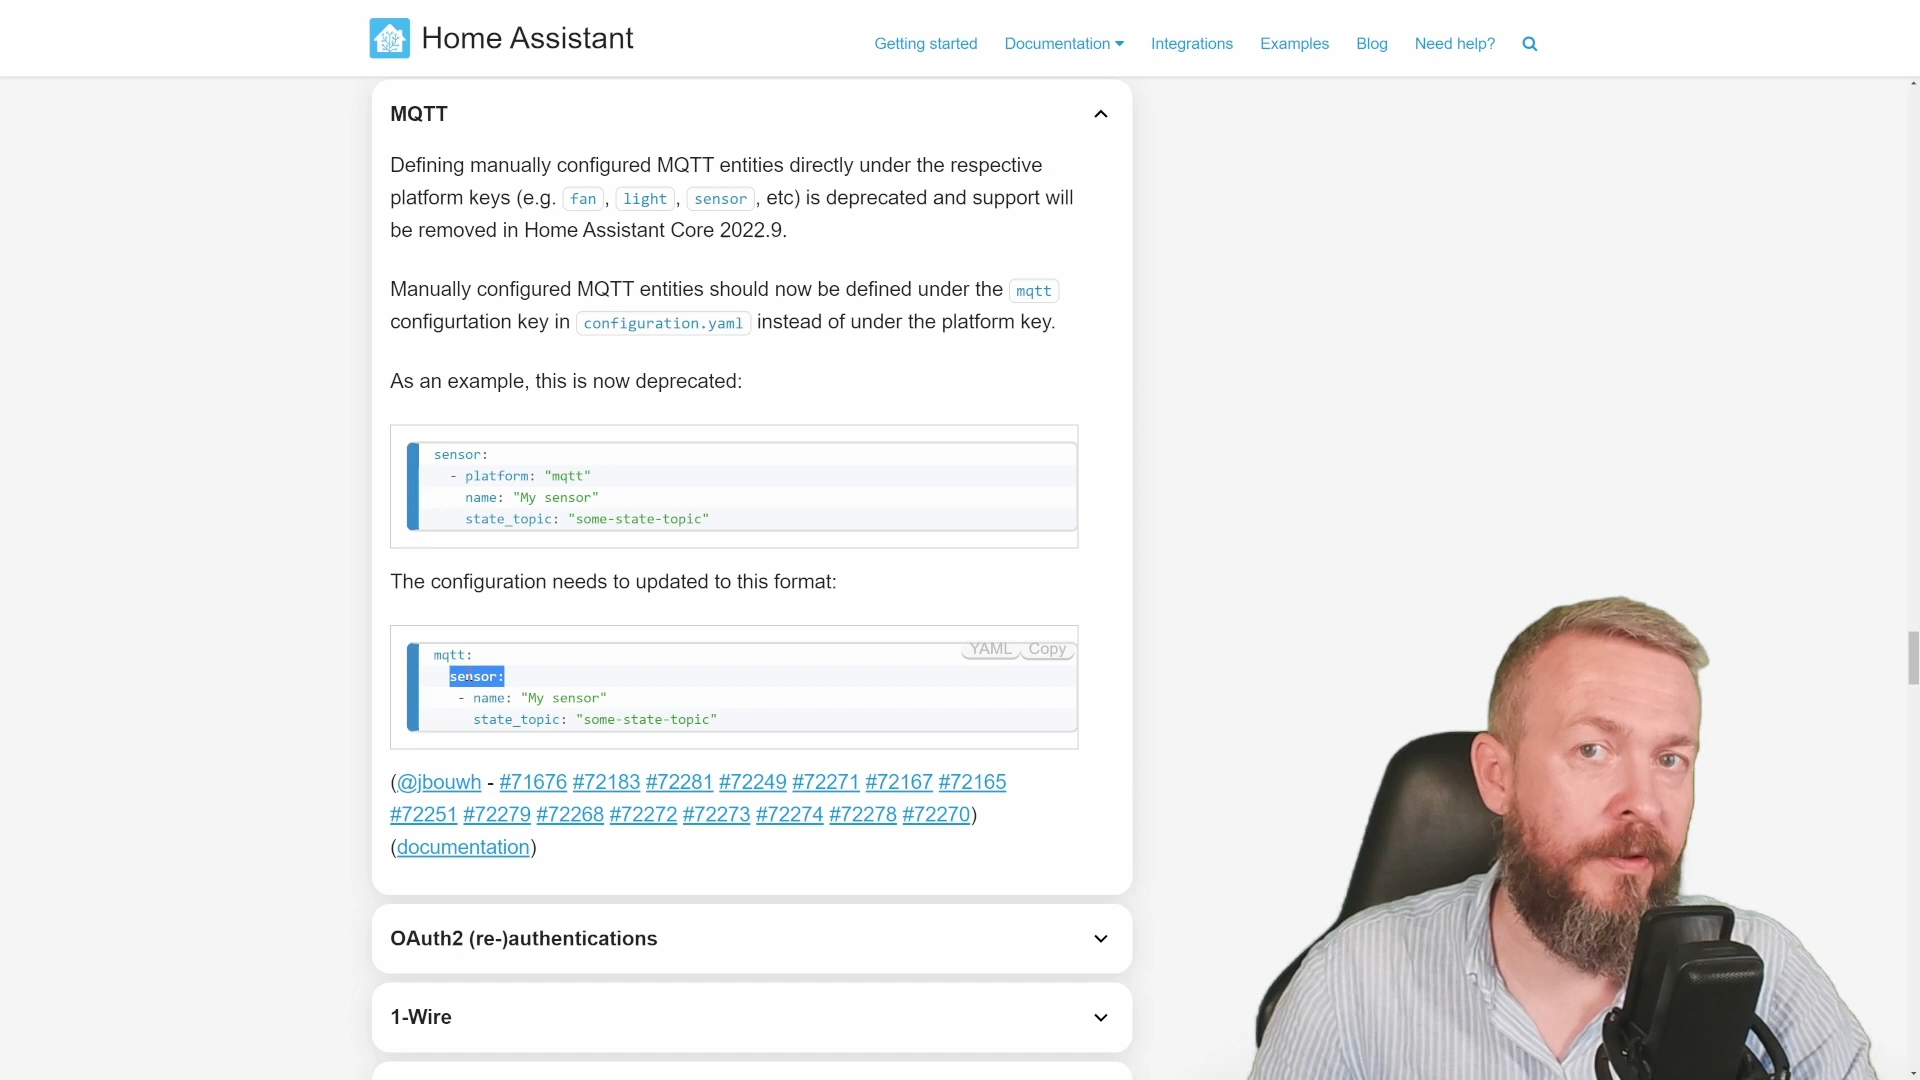 Home Assistant
Getting started Documentation Integrations Examples Blog Need help?
MQTT
Defining manually configured MQTT entities directly under the respective
platform keys (e.g. fan, light, sensor, etc) is deprecated and support will
be removed in Home Assistant Core 2022.9.
Manually configured MQTT entities should now be defined under the mqtt
configurtation key in configuration.yaml instead of under the platform key.
As an example, this is now deprecated:
sensor:
- platform: "mqtt"
name: "My sensor"
state_topic: "some-state-topic"
The configuration needs to updated to this format:
YAML Copy
mqtt:
sensor:
- name: "My sensor"
state_topic: "some-state-topic"
(@jbouwh - #71676 #72183 #72281 #72249 #72271 #72167 #72165
#72251 #72279 #72268 #72272 #72273 #72274 #72278 #72270)
(documentation)
OAuth2 (re-)authentications
1-Wire